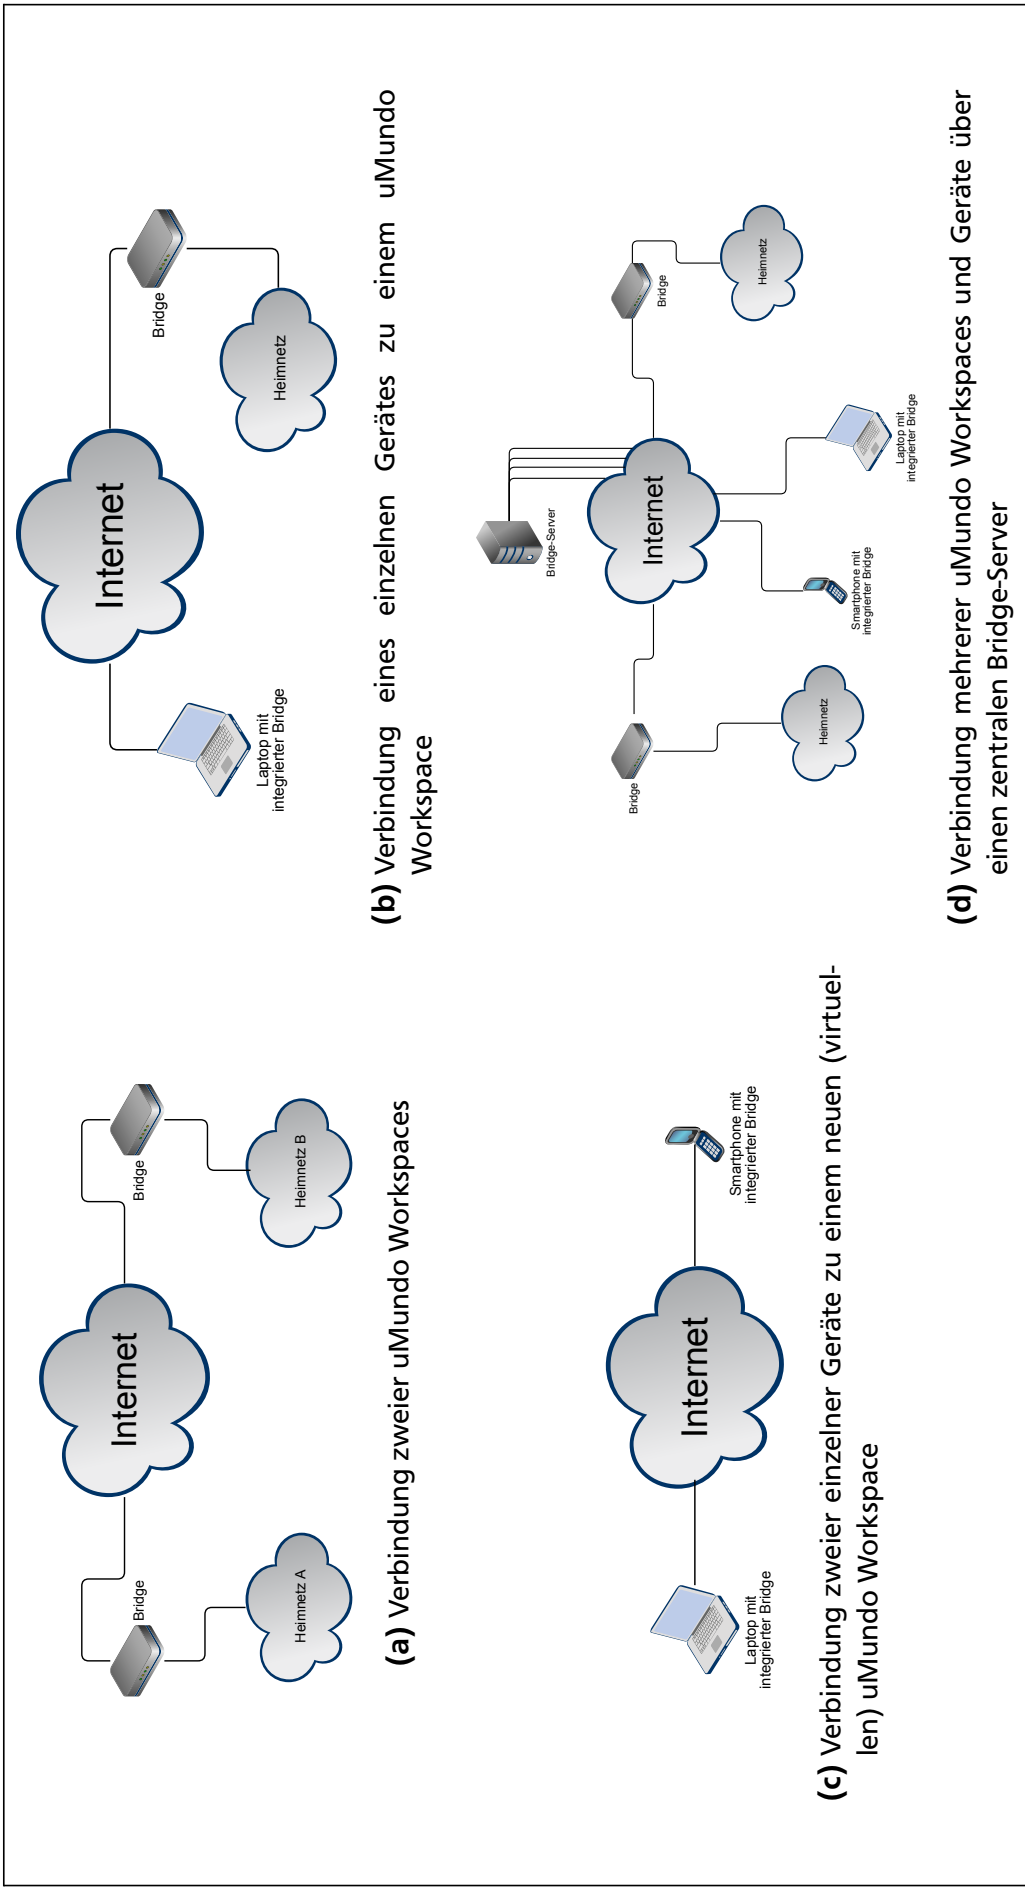 Internet
Bridge
Bridge
Heimnetz A
Heimnetz B
(a) Verbindung zweier uMundo Workspaces
Internet
Laptop mit
integrierter Bridge
Bridge
Heimnetz
(b) Verbindung eines einzelnen Gerätes zu einem uMundo
Workspace
Internet
Laptop mit
integrierter Bridge
Smartphone mit
integrierter Bridge
(c) Verbindung zweier einzelner Geräte zu einem neuen (virtuel-
len) uMundo Workspace
Bridge-Server
Internet
Bridge
Bridge
Heimnetz
Heimnetz
Smartphone mit
integrierter Bridge
Laptop mit
integrierter Bridge
(d) Verbindung mehrerer uMundo Workspaces und Geräte über
einen zentralen Bridge-Server